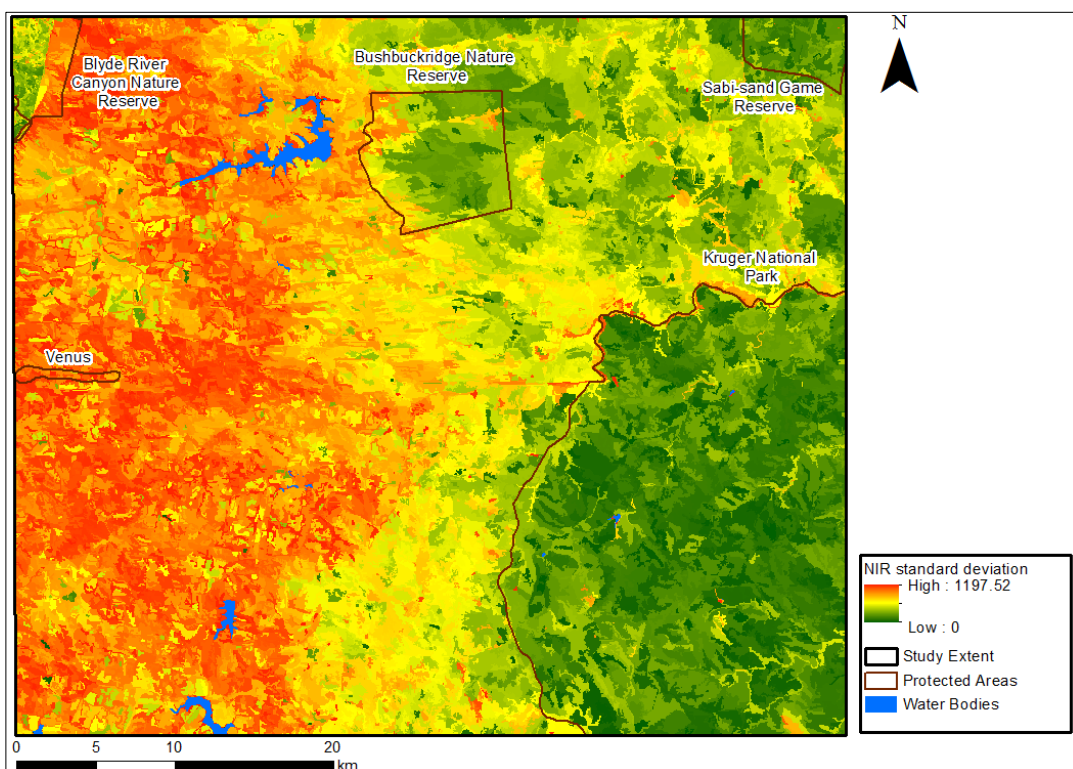 N
Blyde River
Canyon Nature
Reserve
Bushbuckridge Nature
Reserve
Sabi-sand Game
Reserve
Kruger National
Park
Venus
NIR standard deviation
High : 1197.52
Low : 0
Study Extent
Protected Areas
Water Bodies
0 5 10 20
km